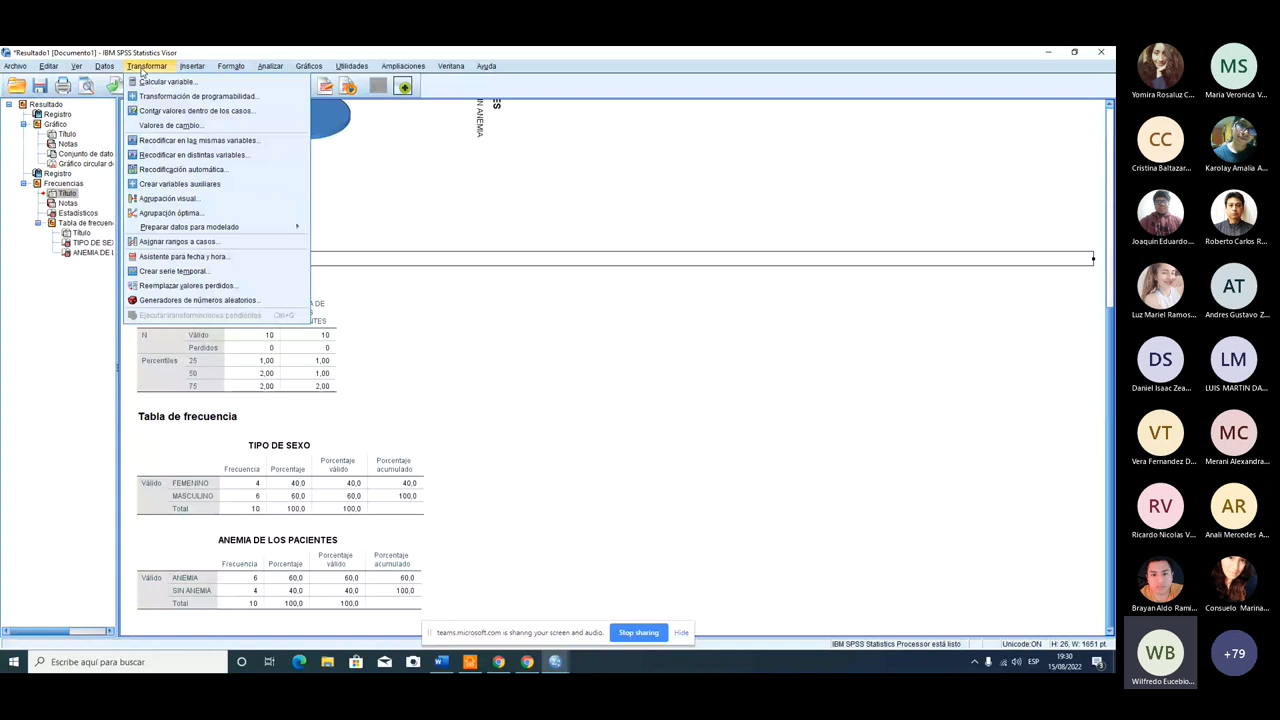 *Resultado1 [Documento1] - IBM SPSS Statistics Visor
Archivo Editar Ver Datos Transformar Insertar Formato Analizar Gráficos Utilidades Ampliaciones Ventana Ayuda
Calcular variable...
Transformación de programabilidad...
Contar valores dentro de los casos...
Valores de cambio...
Recodificar en las mismas variables...
Recodificar en distintas variables...
Recodificación automática...
Crear variables auxiliares
Agrupación visual...
Agrupación óptima...
Preparar datos para modelado
Asignar rangos a casos...
Asistente para fecha y hora...
Crear serie temporal...
Reemplazar valores perdidos...
Generadores de números aleatorios...
Ejecutar transformaciones pendientes Ctrl+G
Resultado
Registro
Gráfico
Título
Notas
Conjunto de dato
Gráfico circular d
Registro
Frecuencias
Título
Notas
Estadísticos
Tabla de frecuen
Título
TIPO DE SE
ANEMIA DE L
SIN ANEMIA
ES
A DE
NTES
N Válido 10 10
Perdidos 0 0
Percentiles 25 1,00 1,00
50 2,00 1,00
75 2,00 2,00
Tabla de frecuencia
TIPO DE SEXO
Frecuencia Porcentaje Porcentaje válido Porcentaje acumulado
Válido FEMENINO 4 40,0 40,0 40,0
MASCULINO 6 60,0 60,0 100,0
Total 10 100,0 100,0
ANEMIA DE LOS PACIENTES
Frecuencia Porcentaje Porcentaje válido Porcentaje acumulado
Válido ANEMIA 6 60,0 60,0 60,0
SIN ANEMIA 4 40,0 40,0 100,0
Total 10 100,0 100,0
teams.microsoft.com is sharing your screen and audio. Stop sharing Hide
IBM SPSS Statistics Processor está listo Unicode:ON H: 26, W: 1651 pt.
Escribe aquí para buscar
ESP
19:30
15/08/2022
3
Yomira Rosaluz C...
MS
Maria Veronica V...
CC
Cristina Baltazar...
Karolay Amalia A...
Joaquin Eduardo...
Roberto Carlos R...
Luz Mariel Ramos...
AT
Andres Gustavo Z...
DS
Daniel Isaac Zea...
LM
LUIS MARTIN DA...
VT
Vera Fernandez D...
MC
Merani Alexandra...
RV
Ricardo Nicolas V...
AR
Anali Mercedes A...
Brayan Aldo Rami...
Consuelo Marina...
WB
Wilfredo Eucebio...
+79